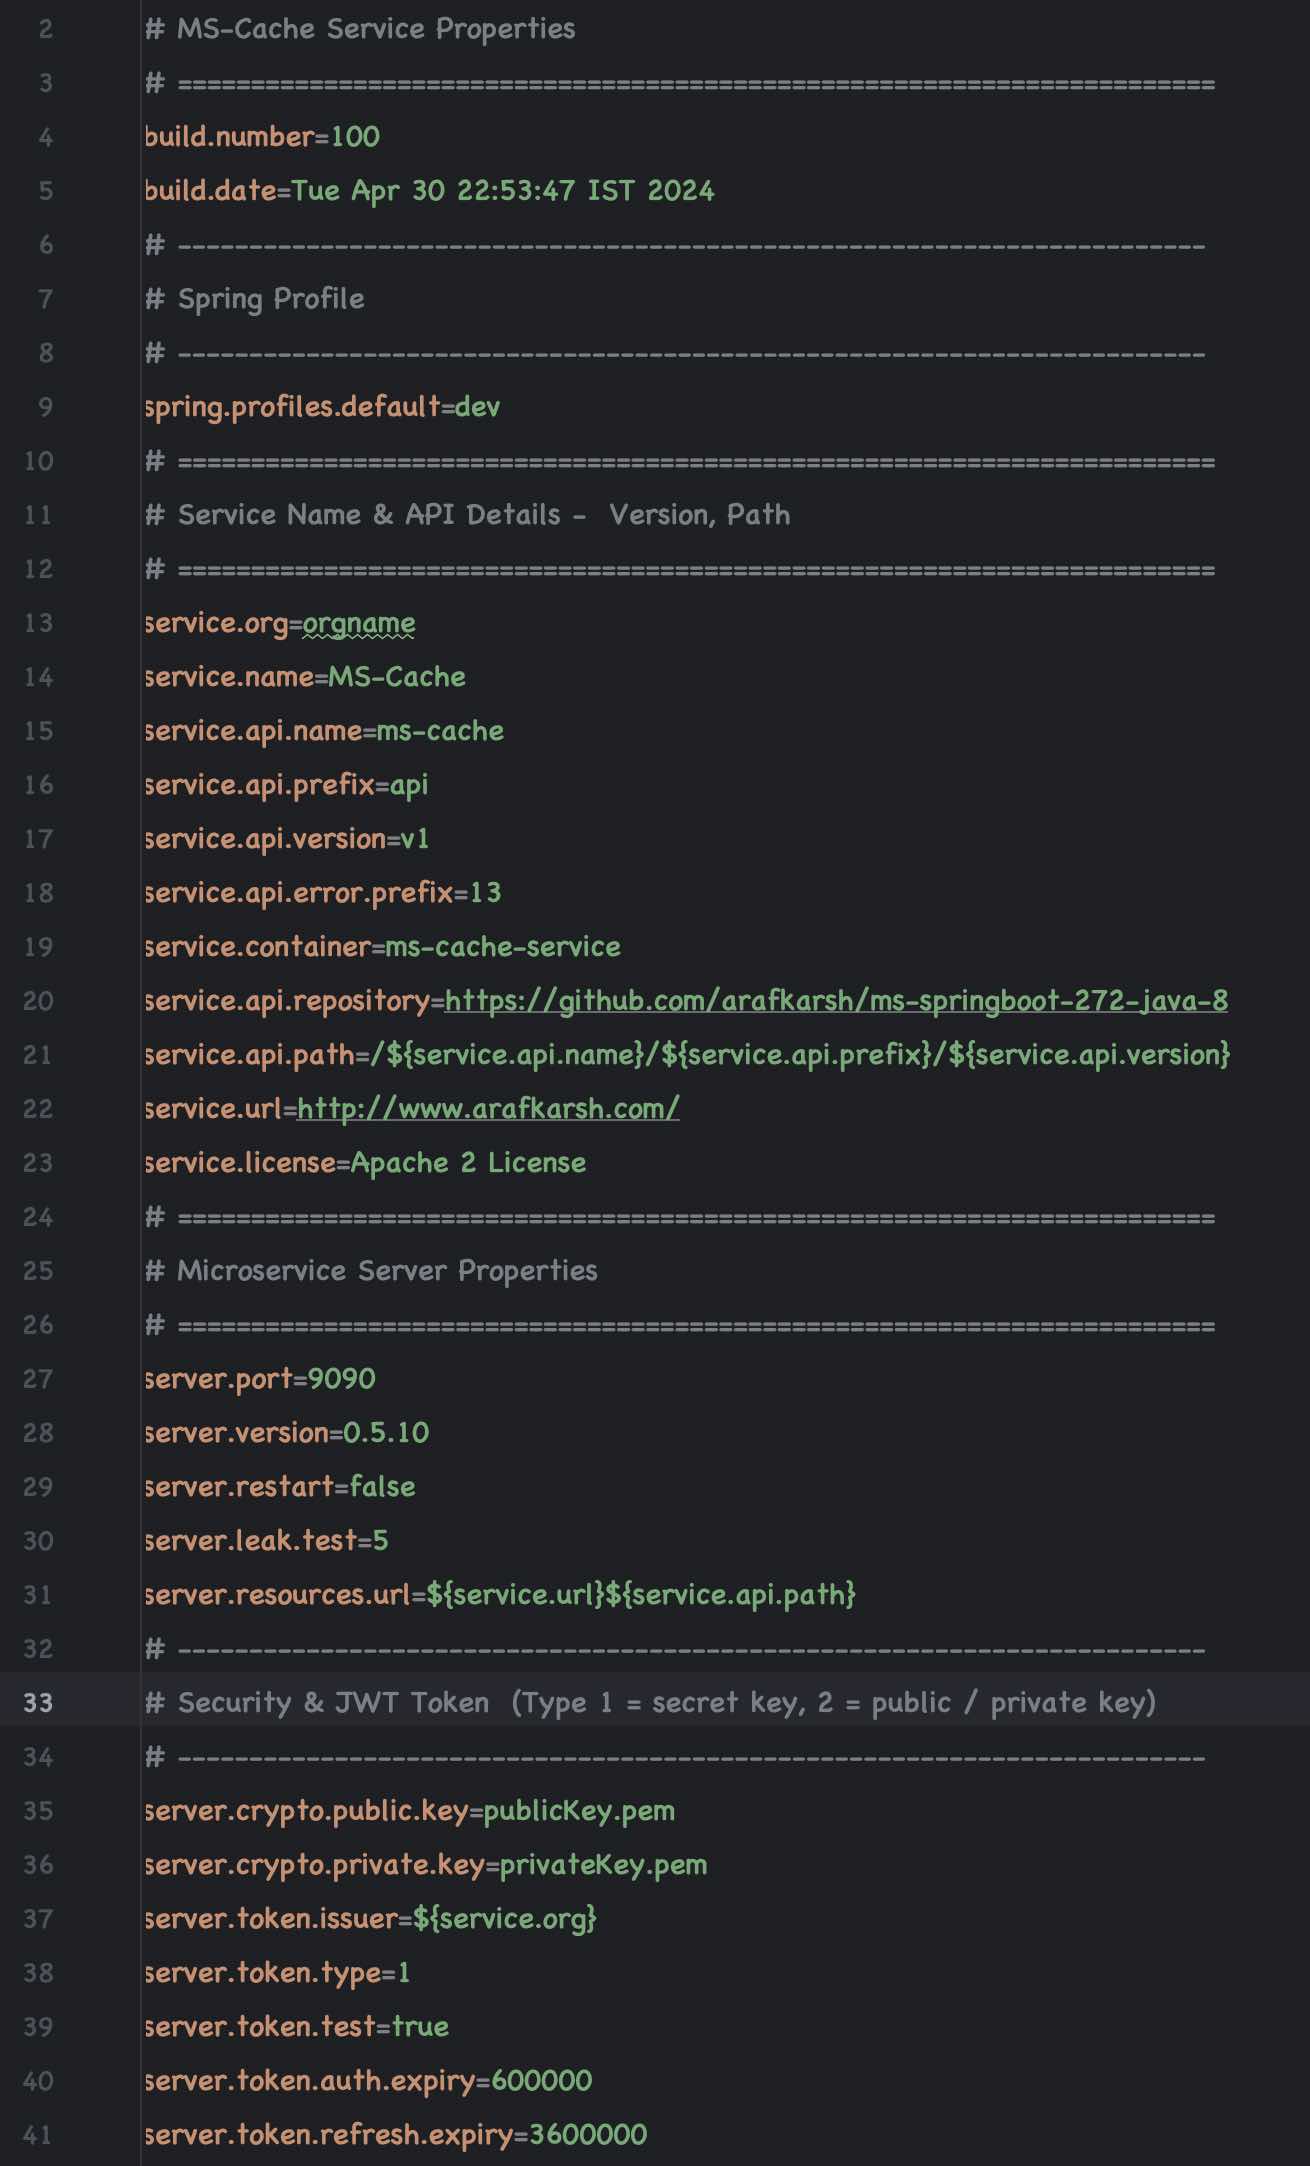 2 # MS-Cache Service Properties
3 # =======================================================================
4 build.number=100
5 build.date=Tue Apr 30 22:53:47 IST 2024
6 # -----------------------------------------------------------------------
7 # Spring Profile
8 # -----------------------------------------------------------------------
9 spring.profiles.default=dev
10 # =======================================================================
11 # Service Name & API Details -  Version, Path
12 # =======================================================================
13 service.org=orgname
14 service.name=MS-Cache
15 service.api.name=ms-cache
16 service.api.prefix=api
17 service.api.version=v1
18 service.api.error.prefix=13
19 service.container=ms-cache-service
20 service.api.repository=https://github.com/arafkarsh/ms-springboot-272-java-8
21 service.api.path=/${service.api.name}/${service.api.prefix}/${service.api.version}
22 service.url=http://www.arafkarsh.com/
23 service.license=Apache 2 License
24 # =======================================================================
25 # Microservice Server Properties
26 # =======================================================================
27 server.port=9090
28 server.version=0.5.10
29 server.restart=false
30 server.leak.test=5
31 server.resources.url=${service.url}${service.api.path}
32 # -----------------------------------------------------------------------
33 # Security & JWT Token  (Type 1 = secret key, 2 = public / private key)
34 # -----------------------------------------------------------------------
35 server.crypto.public.key=publicKey.pem
36 server.crypto.private.key=privateKey.pem
37 server.token.issuer=${service.org}
38 server.token.type=1
39 server.token.test=true
40 server.token.auth.expiry=600000
41 server.token.refresh.expiry=3600000